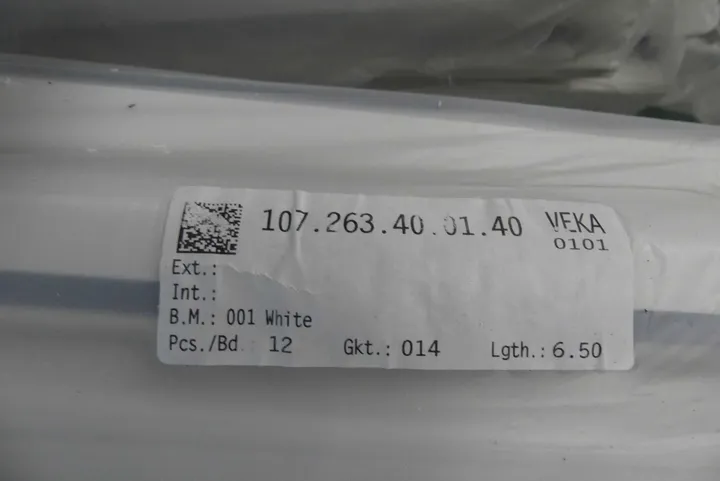 107.263.40.01.40 VEKA
0101
Ext.:
Int.:
B.M.: 001 White
Pcs./Bd : 12 Gkt.: 014 Lgth.: 6.50